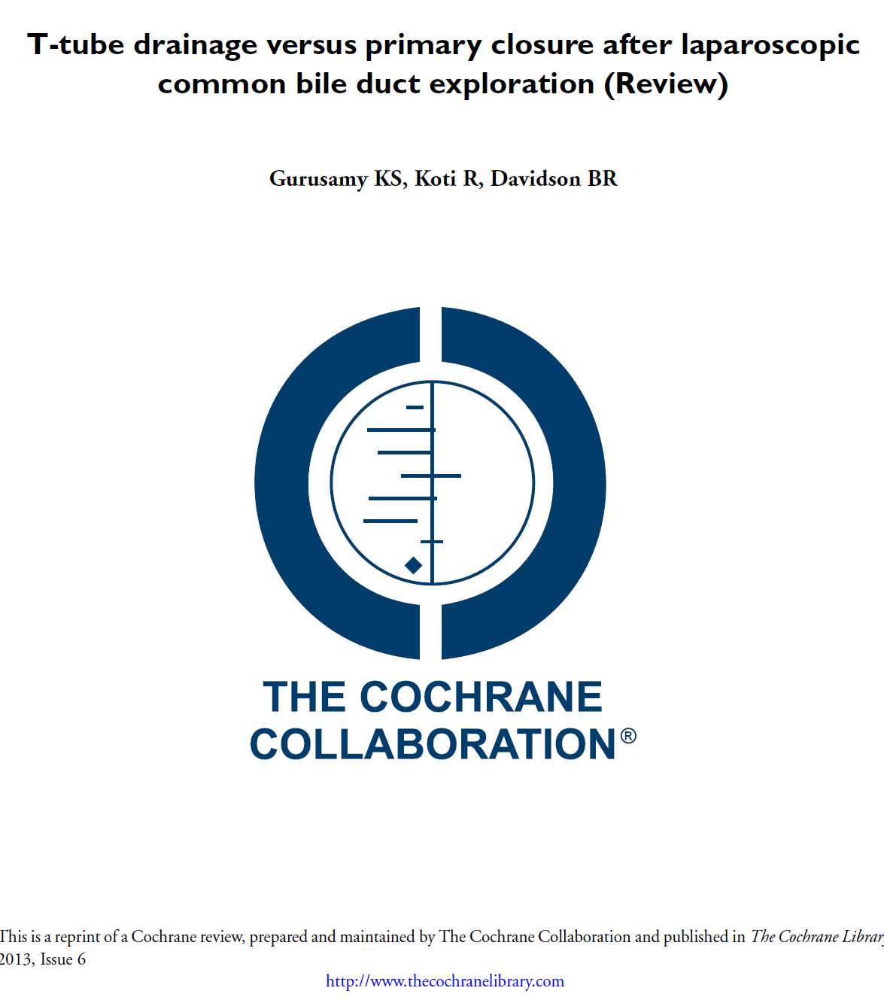 T-tube drainage versus primary closure after laparoscopic
common bile duct exploration (Review)
Gurusamy KS, Koti R, Davidson BR
THE COCHRANE
COLLABORATION®
This is a reprint of a Cochrane review, prepared and maintained by The Cochrane Collaboration and published in The Cochrane Library
2013, Issue 6
http://www.thecochranelibrary.com